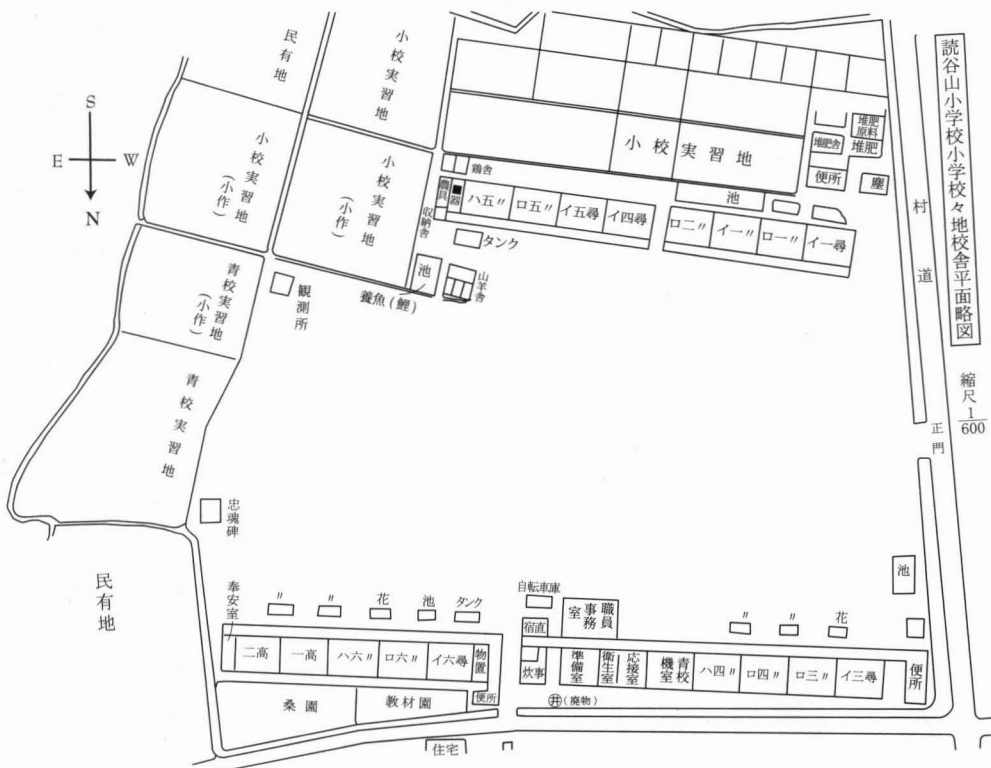 読谷山小学校小学校々地校舎平面略図
縮尺 1/600
S
E
W
N
民有地
小校実習地
小校実習地
(小作)
小校実習地
(小作)
青校実習地
(小作)
青校実習地
民有地
小校実習地
堆肥原料
堆肥舎
堆肥
便所
塵
村道
正門
鶏舎
農具
器
ハ五〃
ロ五〃
イ五尋
イ四尋
池
ロ二〃
イ一〃
ロ一〃
イ一尋
収納舎
タンク
池
山羊舎
養魚(鯉)
観測所
忠魂碑
奉安室
〃
〃
花
池
タンク
二高
一高
ハ六〃
ロ六〃
イ六尋
物置
便所
桑園
教材園
住宅
自転車庫
宿直
職員
事務室
炊事
準備室
衛生室
応接室
青校
機室
ハ四〃
ロ四〃
ロ三〃
イ三尋
便所
〃
〃
花
池
井(廃物)